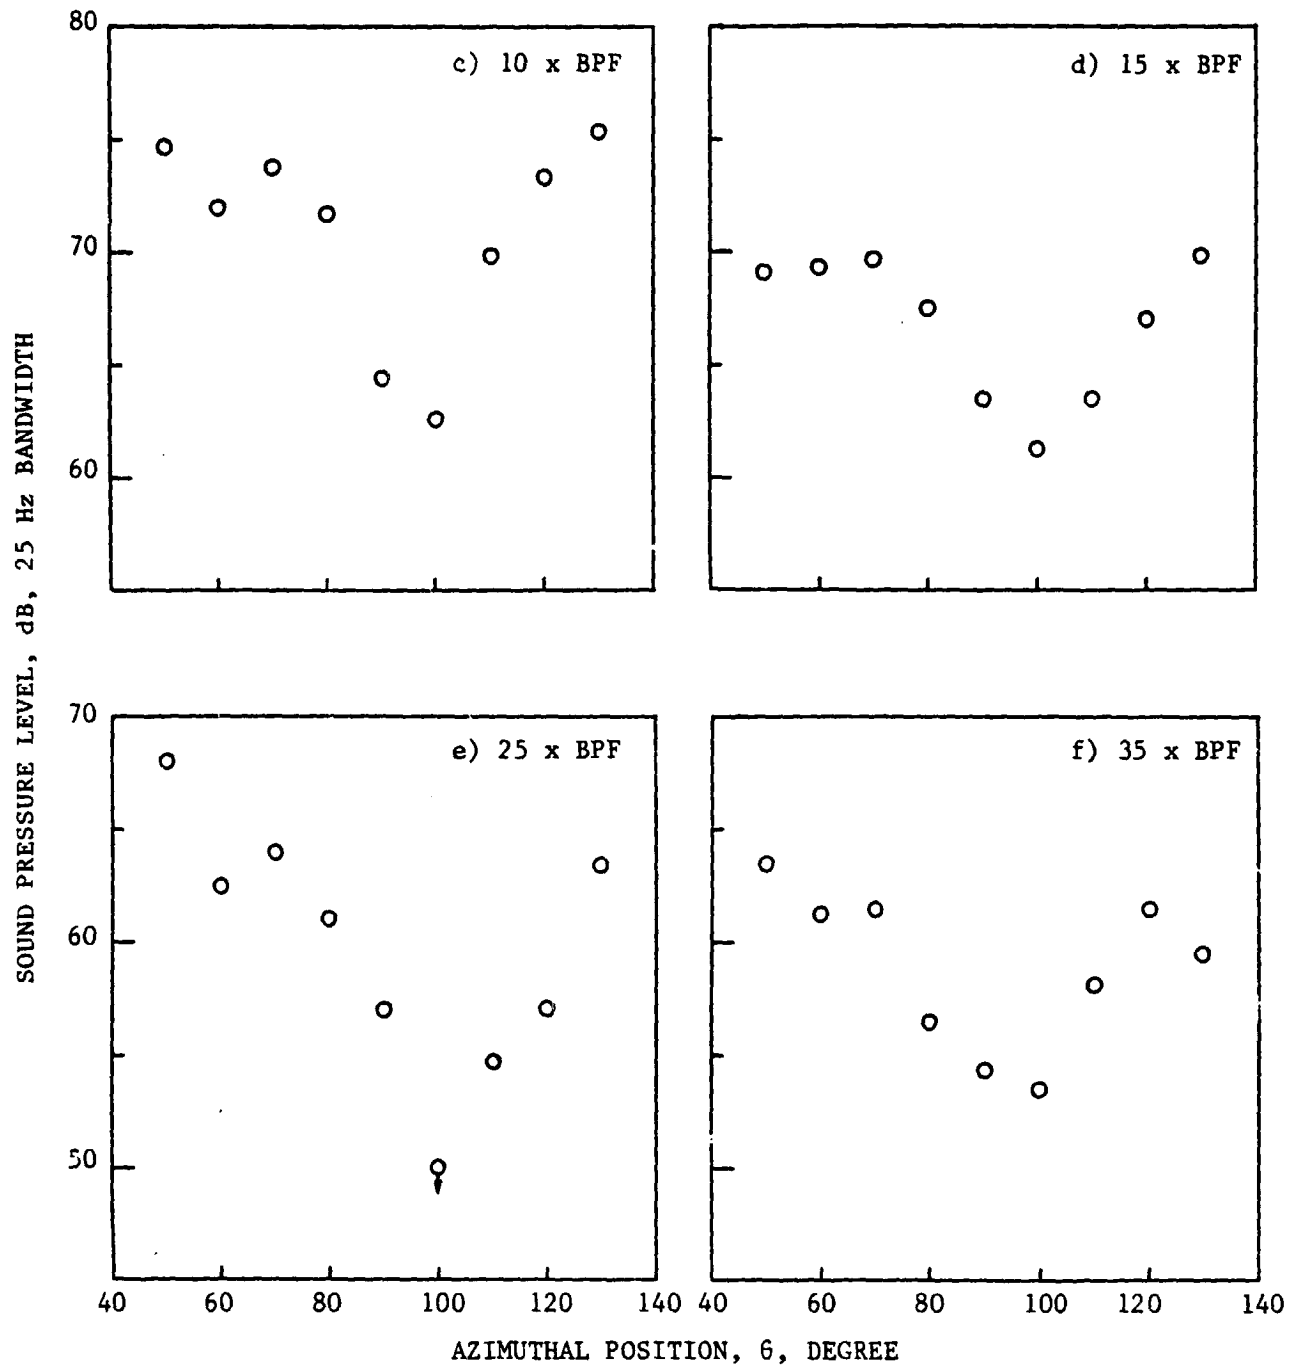 80
c) 10 x BPF
d) 15 x BPF
70
60
SOUND PRESSURE LEVEL, dB, 25 Hz BANDWIDTH
70
e) 25 x BPF
f) 35 x BPF
60
50
40 60 80 100 120 140 40 60 80 100 120 140
AZIMUTHAL POSITION, θ, DEGREE